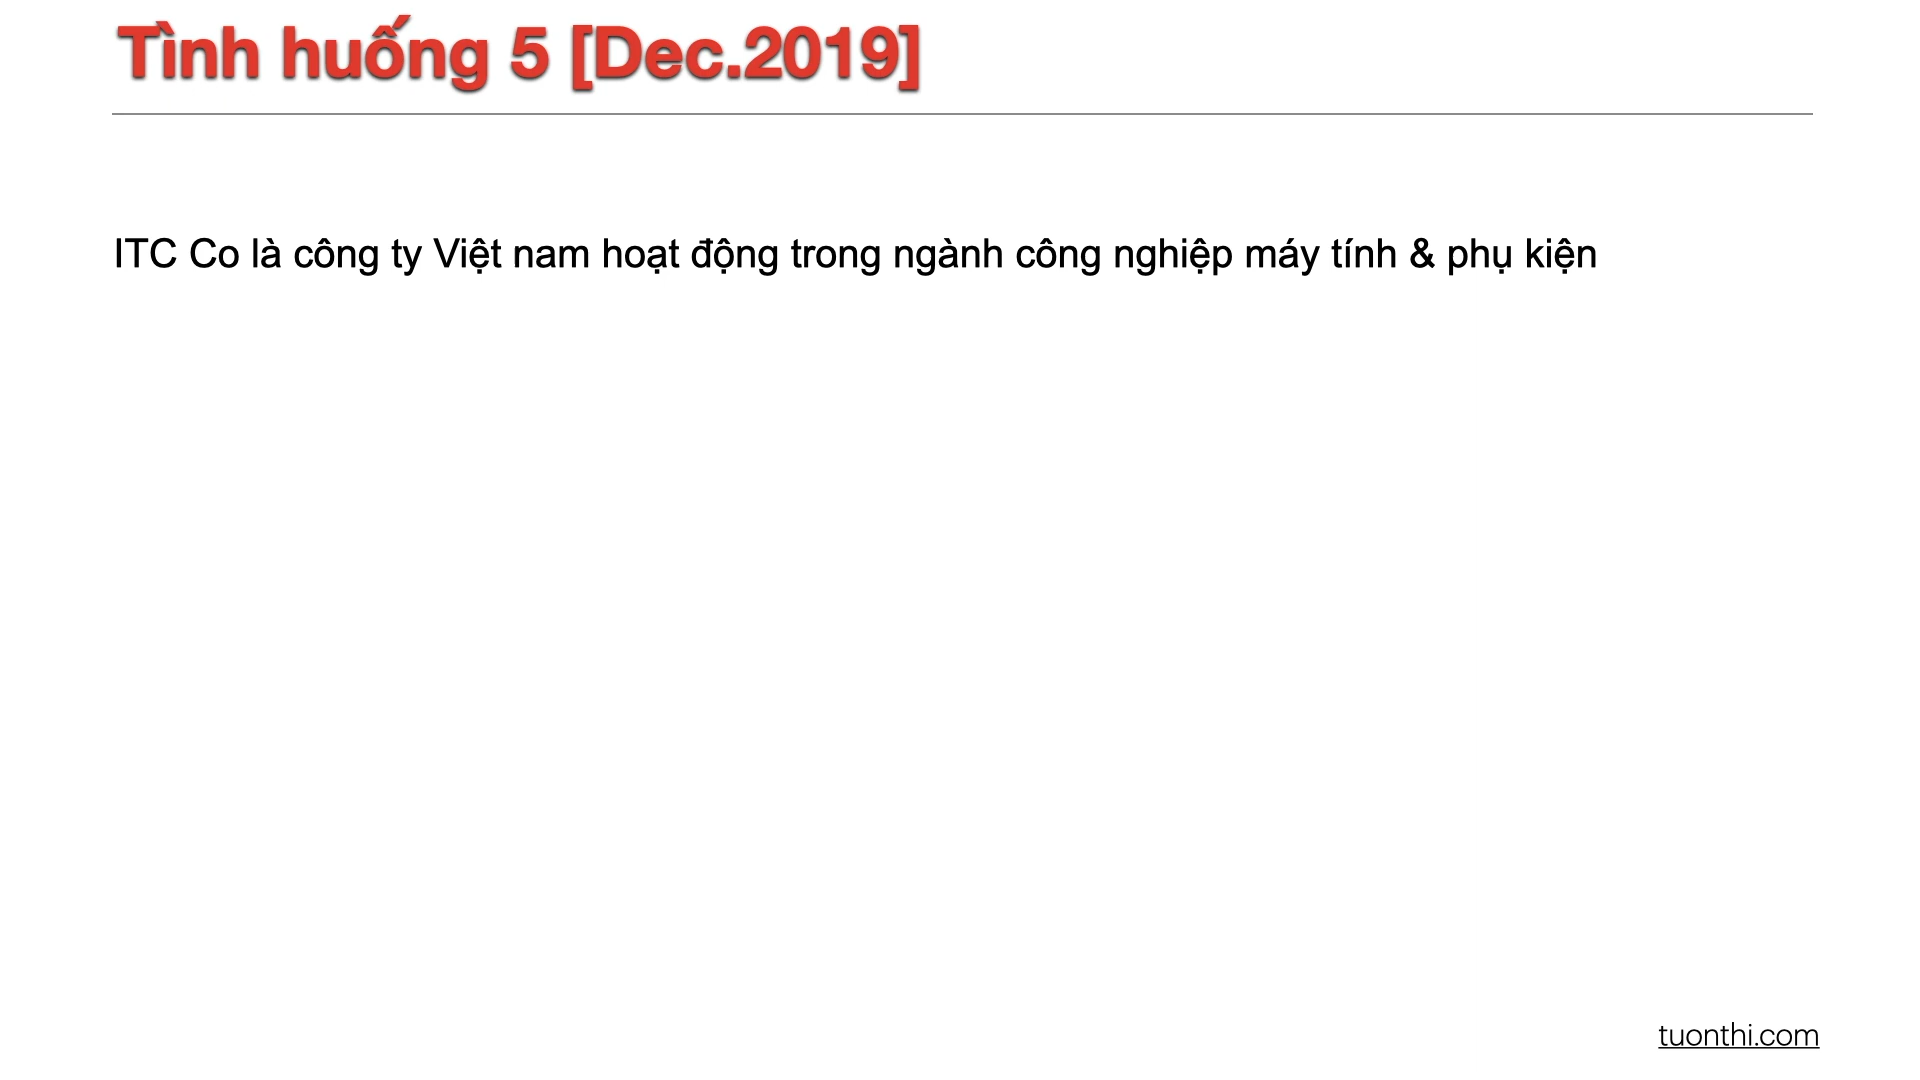 Tình huống 5 [Dec.2019]
ITC Co là công ty Việt nam hoạt động trong ngành công nghiệp máy tính & phụ kiện
tuonthi.com